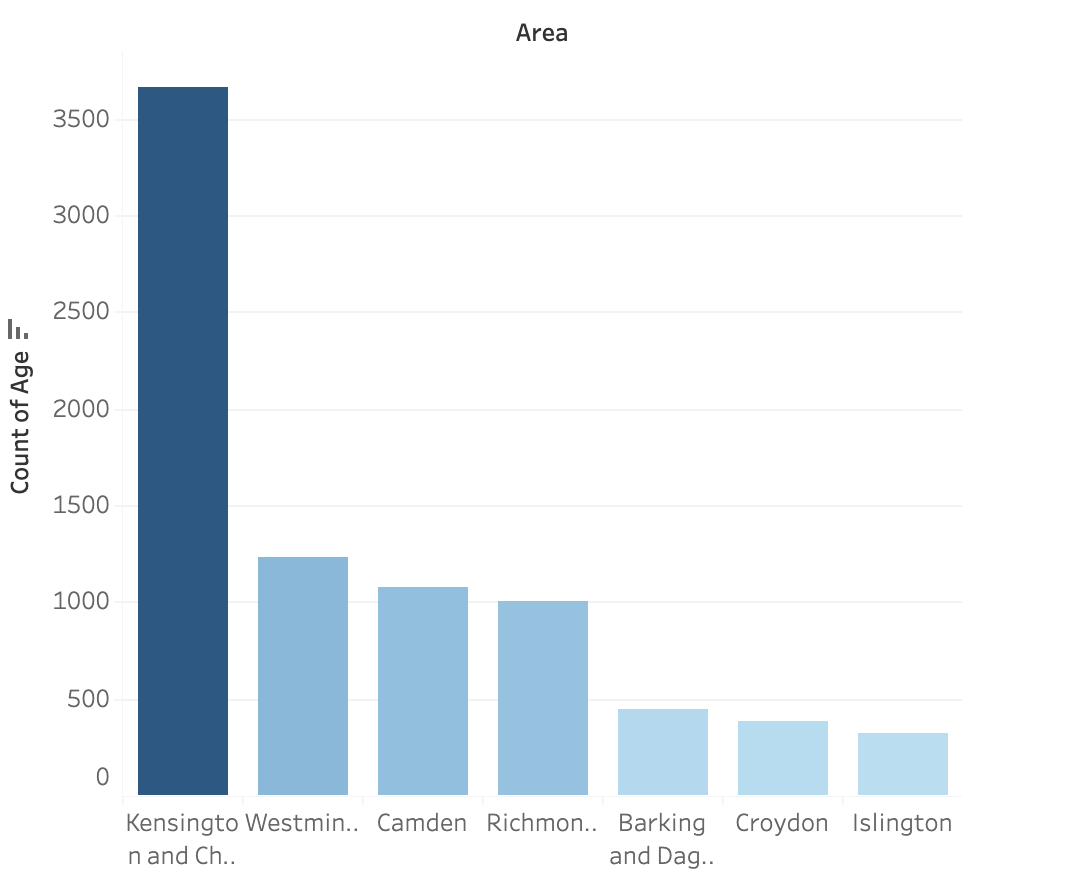 Area
Count of Age
3500
3000
2500
2000
1500
1000
500
0
Kensingto
n and Ch..
Westmin..
Camden
Richmon..
Barking
and Dag..
Croydon
Islington